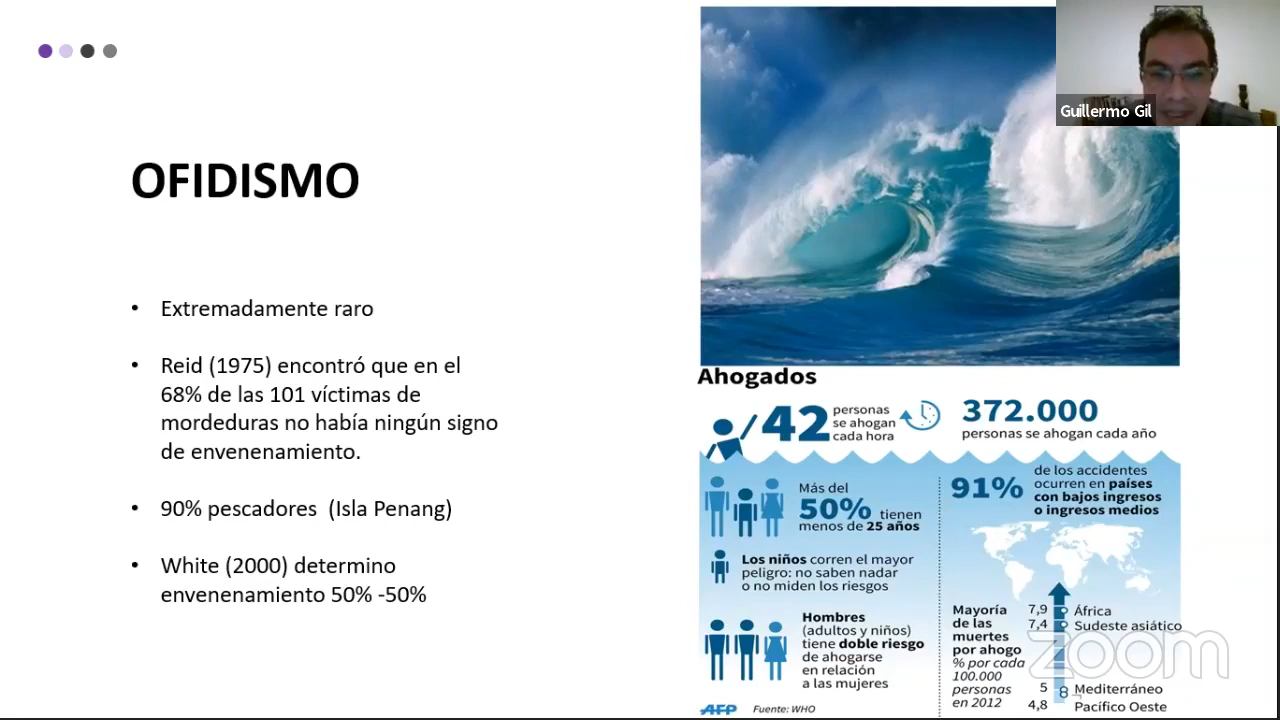 Guillermo Gil
OFIDISMO
• Extremadamente raro
• Reid (1975) encontró que en el
68% de las 101 víctimas de
mordeduras no había ningún signo
de envenenamiento.
• 90% pescadores (Isla Penang)
• White (2000) determino
envenenamiento 50% -50%
Ahogados
42 personas
se ahogan
cada hora
372.000
personas se ahogan cada año
Más del
50% tienen
menos de 25 años
Los niños corren el mayor
peligro: no saben nadar
o no miden los riesgos
Hombres
(adultos y niños)
tiene doble riesgo
de ahogarse
en relación
a las mujeres
91% de los accidentes
ocurren en países
con bajos ingresos
o ingresos medios
Mayoría
de las
muertes
por ahogo
% por cada
100.000
personas
en 2012
7,9 África
7,4 Sudeste asiático
5 Mediterráneo
4,8 Pacífico Oeste
AFP Fuente: WHO
zoom
8